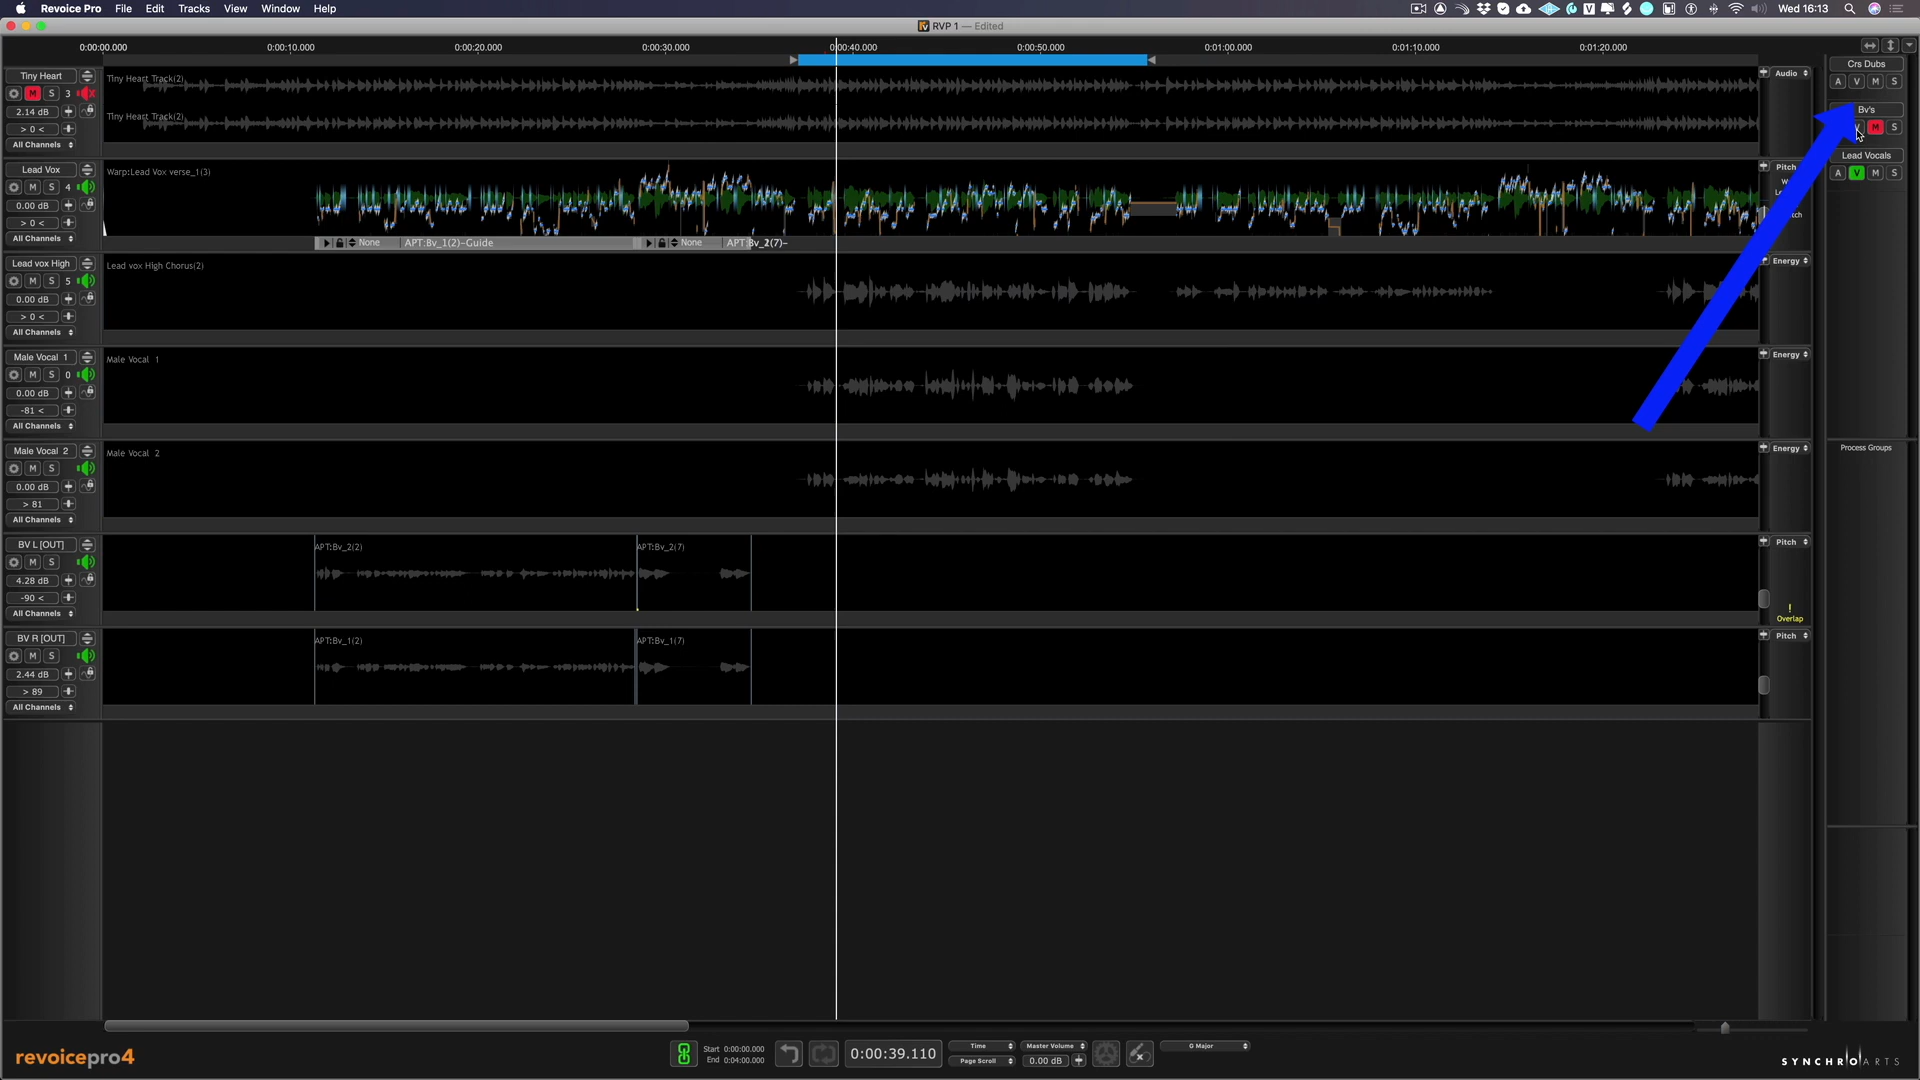 Revoice Pro File Edit Tracks View Window Help
Wed 16:13
RVP 1 — Edited
0:00:00.000 0:00:10.000 0:00:20.000 0:00:30.000 0:00:40.000 0:00:50.000 0:01:00.000 0:01:10.000 0:01:20.000
Tiny Heart
M S 3
2.14 dB
> 0 <
All Channels
Tiny Heart Track(2)
Tiny Heart Track(2)
Audio
Crs Dubs
A V M S
Bv's
V M S
Lead Vocals
A V M S
Lead Vox
M S 4
0.00 dB
> 0 <
All Channels
Warp:Lead Vox verse_1(3)
Pitch
None APT:Bv_1(2)-Guide None APT:Bv_2(7)-
Lead vox High
M S 5
0.00 dB
> 0 <
All Channels
Lead vox High Chorus(2)
Energy
Male Vocal 1
M S 0
0.00 dB
-81 <
All Channels
Male Vocal 1
Energy
Male Vocal 2
M S
0.00 dB
> 81
All Channels
Male Vocal 2
Energy
Process Groups
BV L [OUT]
M S
4.28 dB
-90 <
All Channels
APT:Bv_2(2) APT:Bv_2(7)
Pitch
!
Overlap
BV R [OUT]
M S
2.44 dB
> 89
All Channels
APT:Bv_1(2) APT:Bv_1(7)
Pitch
revoicepro4
Start 0:00:00.000
End 0:04:00.000
0:00:39.110
Time
Page Scroll
Master Volume
0.00 dB
G Major
SYNCHRO ARTS